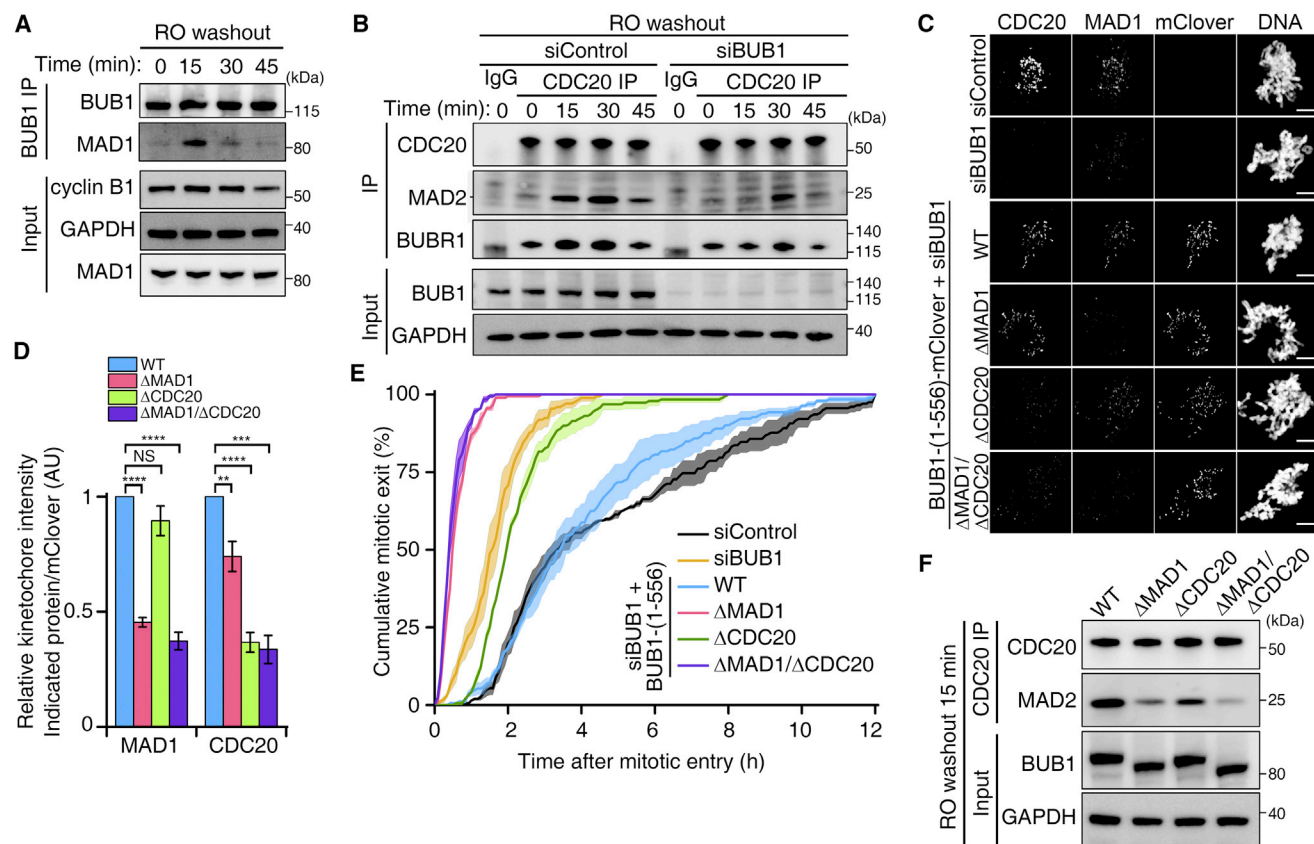 A
RO washout
Time (min): 0 15 30 45
(kDa)
BUB1 IP
BUB1
115
MAD1
80
Input
cyclin B1
50
GAPDH
40
MAD1
80
B
RO washout
siControl siBUB1
IgG CDC20 IP IgG CDC20 IP
Time (min): 0 0 15 30 45 0 0 15 30 45
(kDa)
IP
CDC20
50
MAD2
25
BUBR1
140
115
Input
BUB1
140
115
GAPDH
40
C
CDC20 MAD1 mClover DNA
siControl
siBUB1
BUB1-(1-556)-mClover + siBUB1
WT
ΔMAD1
ΔCDC20
ΔMAD1/
ΔCDC20
D
WT
ΔMAD1
ΔCDC20
ΔMAD1/ΔCDC20
Relative kinetochore intensity
Indicated protein/mClover (AU)
1
0.5
0
****
NS
****
***
****
**
MAD1 CDC20
E
Cumulative mitotic exit (%)
100
75
50
25
0
0 2 4 6 8 10 12
Time after mitotic entry (h)
siControl
siBUB1
siBUB1 +
BUB1-(1-556)
WT
ΔMAD1
ΔCDC20
ΔMAD1/ΔCDC20
F
WT
ΔMAD1
ΔCDC20
ΔMAD1/
ΔCDC20
(kDa)
RO washout 15 min
CDC20 IP
CDC20
50
MAD2
25
Input
BUB1
80
GAPDH
40